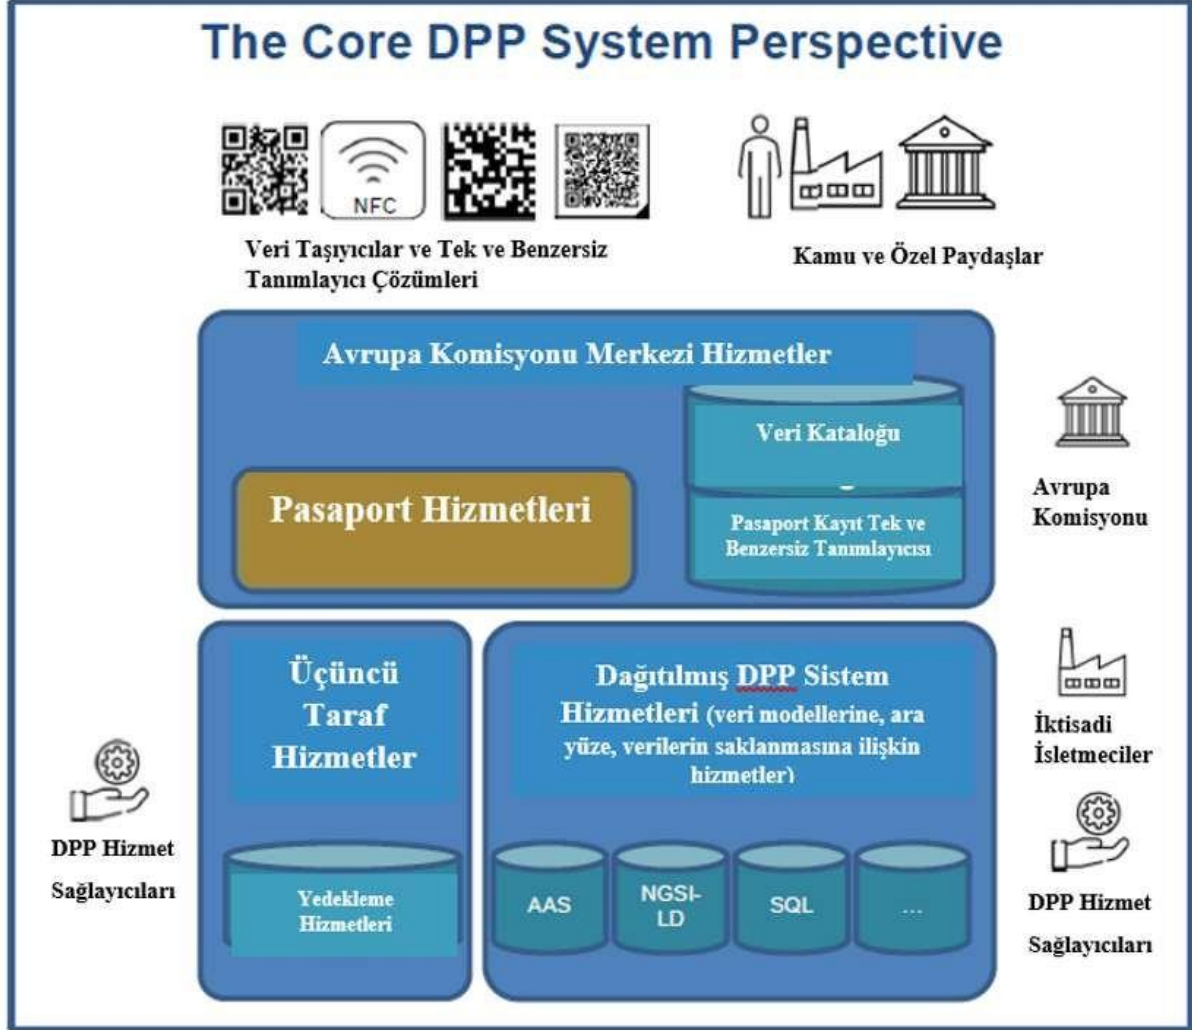 The Core DPP System Perspective
NFC
Veri Taşıyıcılar ve Tek ve Benzersiz
Tanımlayıcı Çözümleri
Kamu ve Özel Paydaşlar
Avrupa Komisyonu Merkezi Hizmetler
Veri Kataloğu
Pasaport Hizmetleri
Pasaport Kayıt Tek ve
Benzersiz Tanımlayıcısı
Avrupa
Komisyonu
Üçüncü
Taraf
Hizmetler
Dağıtılmış DPP Sistem
Hizmetleri (veri modellerine, ara
yüze, verilerin saklanmasına ilişkin
hizmetler)
İktisadi
İşletmeciler
DPP Hizmet
Sağlayıcıları
Yedekleme
Hizmetleri
AAS
NGSI-
LD
SQL
...
DPP Hizmet
Sağlayıcıları